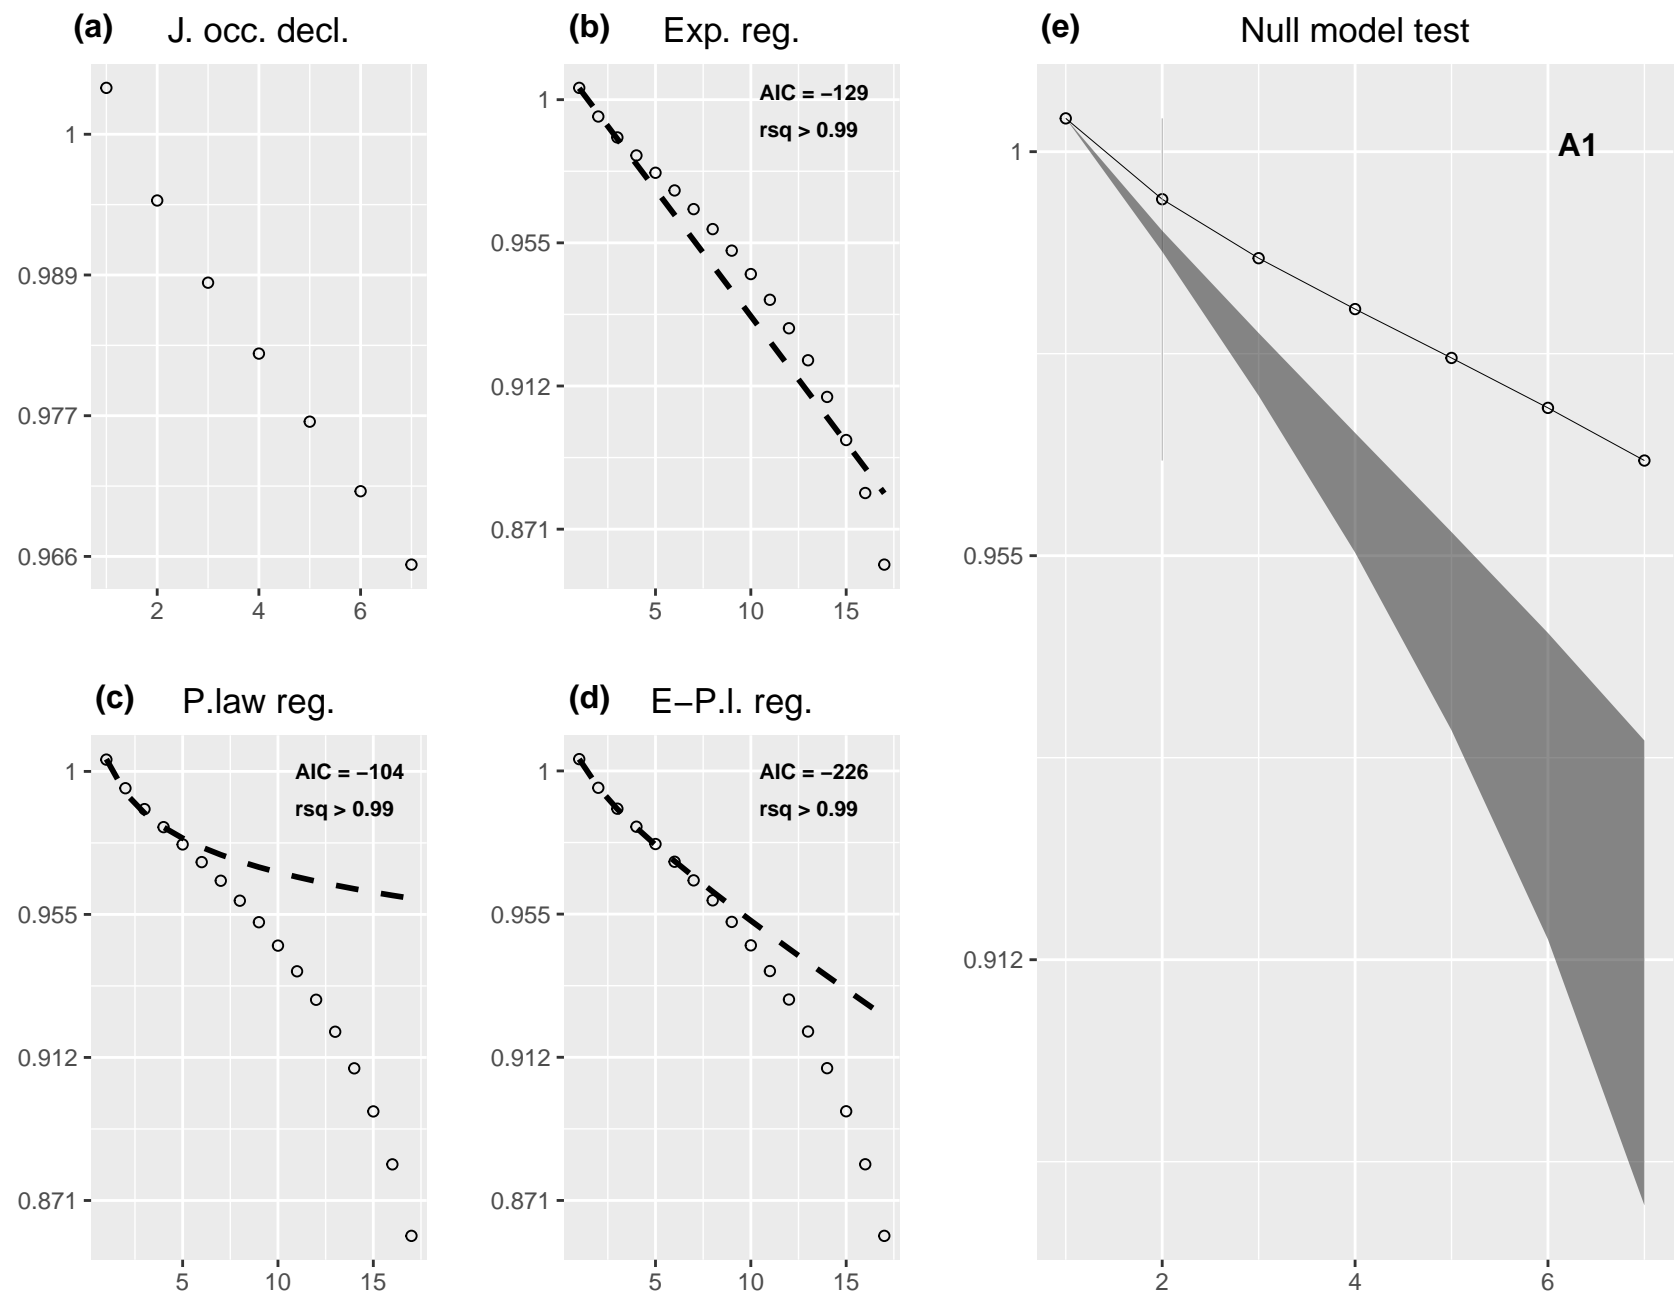 (a) J. occ. decl.
1
0.989
0.977
0.966
2 4 6
(b) Exp. reg.
AIC = −129
rsq > 0.99
1
0.955
0.912
0.871
5 10 15
(c) P.law reg.
AIC = −104
rsq > 0.99
1
0.955
0.912
0.871
5 10 15
(d) E−P.l. reg.
AIC = −226
rsq > 0.99
1
0.955
0.912
0.871
5 10 15
(e) Null model test
A1
1
0.955
0.912
2 4 6